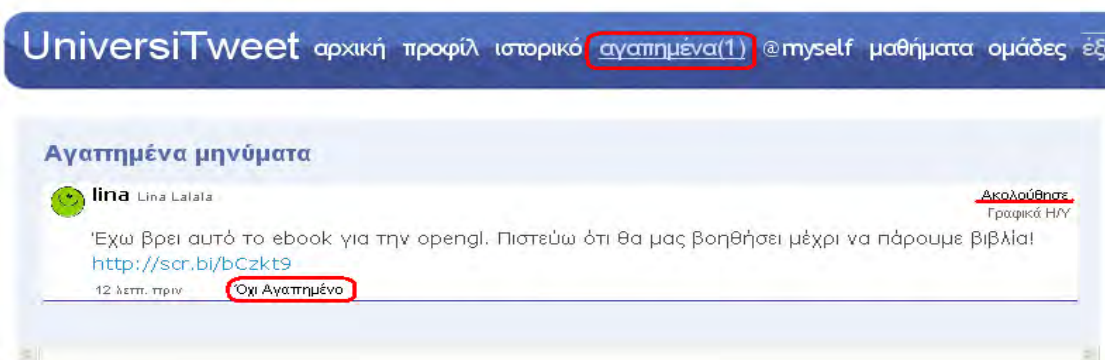 UniversiTweet αρχική προφίλ ιστορικό αγαπημένα(1) @myself μαθήματα ομάδες
Αγαπημένα μηνύματα
lina Lina Lalala
Ακολούθησε
Γραφικά Η/Υ
Έχω βρει αυτό το ebook για την opengl. Πιστεύω ότι θα μας βοηθήσει μέχρι να πάρουμε βιβλία!
http://scr.bi/bCzkt9
12 λεπτ. πριν Όχι Αγαπημένο